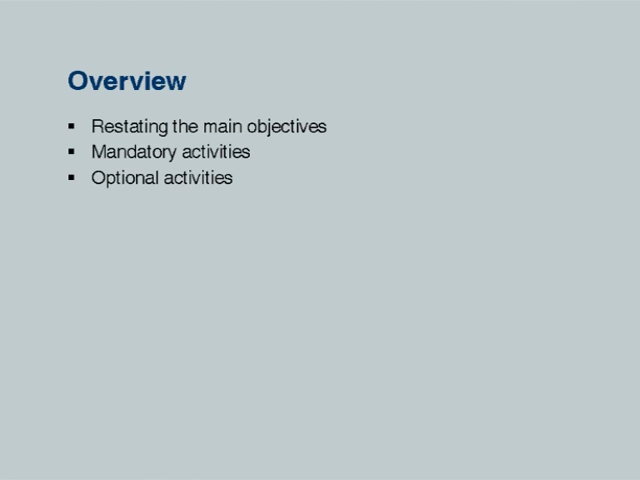 Overview
▪ Restating the main objectives
▪ Mandatory activities
▪ Optional activities